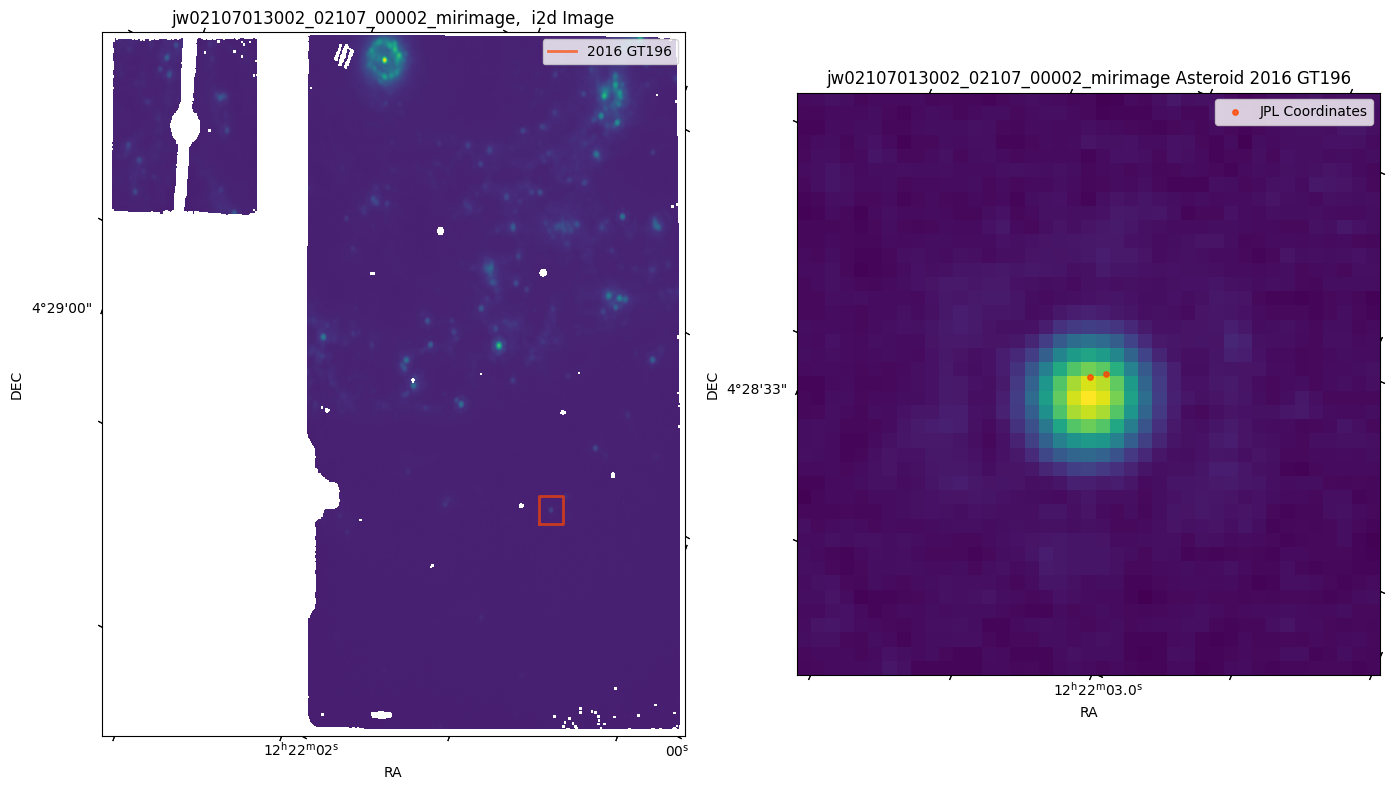 jw02107013002_02107_00002_mirimage,  i2d Image
2016 GT196
4°29'00"
DEC
12ʰ22ᵐ02ˢ
00ˢ
RA
jw02107013002_02107_00002_mirimage Asteroid 2016 GT196
JPL Coordinates
4°28'33"
DEC
12ʰ22ᵐ03.0ˢ
RA